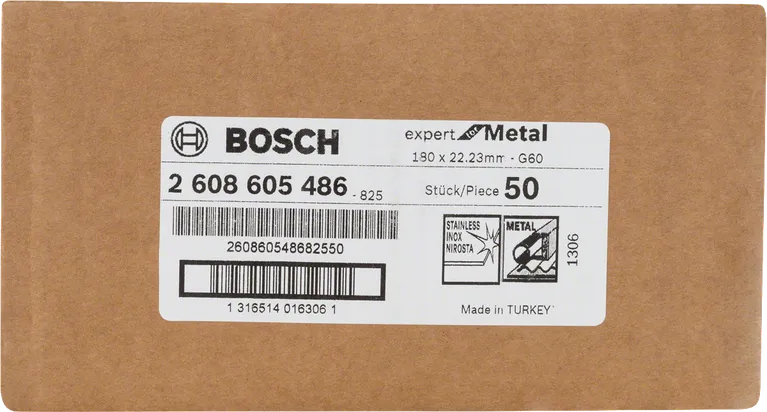 BOSCH
expert for Metal
180 x 22.23mm - G60
2 608 605 486 - 825
Stück/Piece 50
260860548682550
STAINLESS
INOX
NIROSTA
METAL
1306
1 316514 016306 1
Made in TURKEY